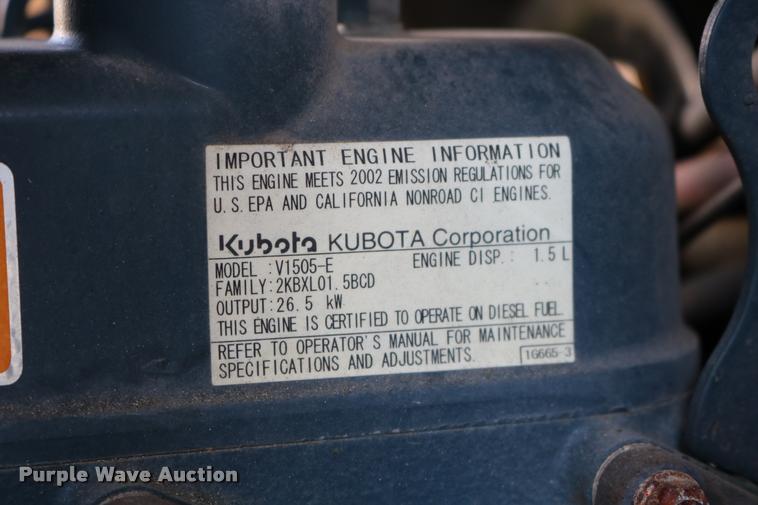 IMPORTANT ENGINE INFORMATION
THIS ENGINE MEETS 2002 EMISSION REGULATIONS FOR
U.S. EPA AND CALIFORNIA NONROAD CI ENGINES.
Kubota KUBOTA Corporation
MODEL :V1505-E ENGINE DISP.: 1.5 L
FAMILY:2KBXL01.5BCD
OUTPUT:26.5 kW
THIS ENGINE IS CERTIFIED TO OPERATE ON DIESEL FUEL
REFER TO OPERATOR'S MANUAL FOR MAINTENANCE
SPECIFICATIONS AND ADJUSTMENTS.
1G665-3
Purple Wave Auction